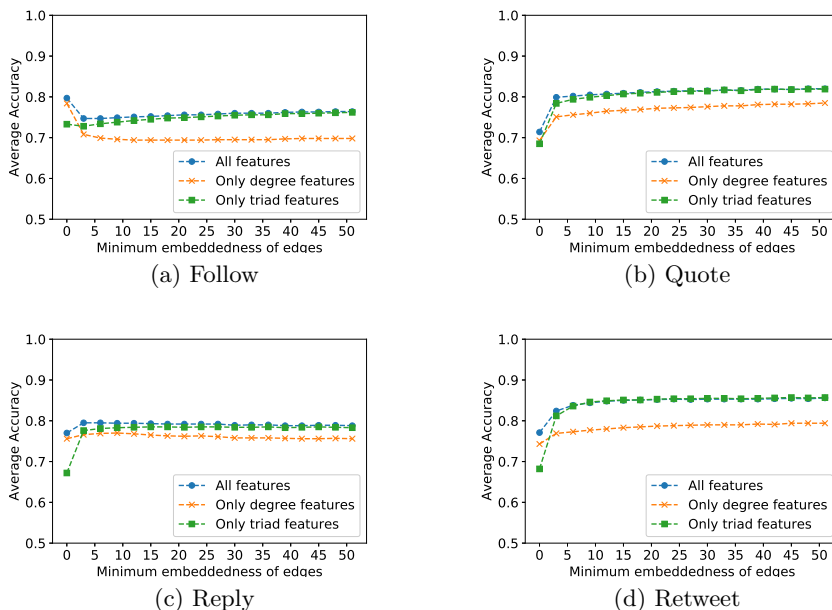 1.0
0.9
0.8
0.7
0.6
0.5
Average Accuracy
All features
Only degree features
Only triad features
0 5 10 15 20 25 30 35 40 45 50
Minimum embeddedness of edges
(a) Follow
1.0
0.9
0.8
0.7
0.6
0.5
Average Accuracy
All features
Only degree features
Only triad features
0 5 10 15 20 25 30 35 40 45 50
Minimum embeddedness of edges
(b) Quote
1.0
0.9
0.8
0.7
0.6
0.5
Average Accuracy
All features
Only degree features
Only triad features
0 5 10 15 20 25 30 35 40 45 50
Minimum embeddedness of edges
(c) Reply
1.0
0.9
0.8
0.7
0.6
0.5
Average Accuracy
All features
Only degree features
Only triad features
0 5 10 15 20 25 30 35 40 45 50
Minimum embeddedness of edges
(d) Retweet